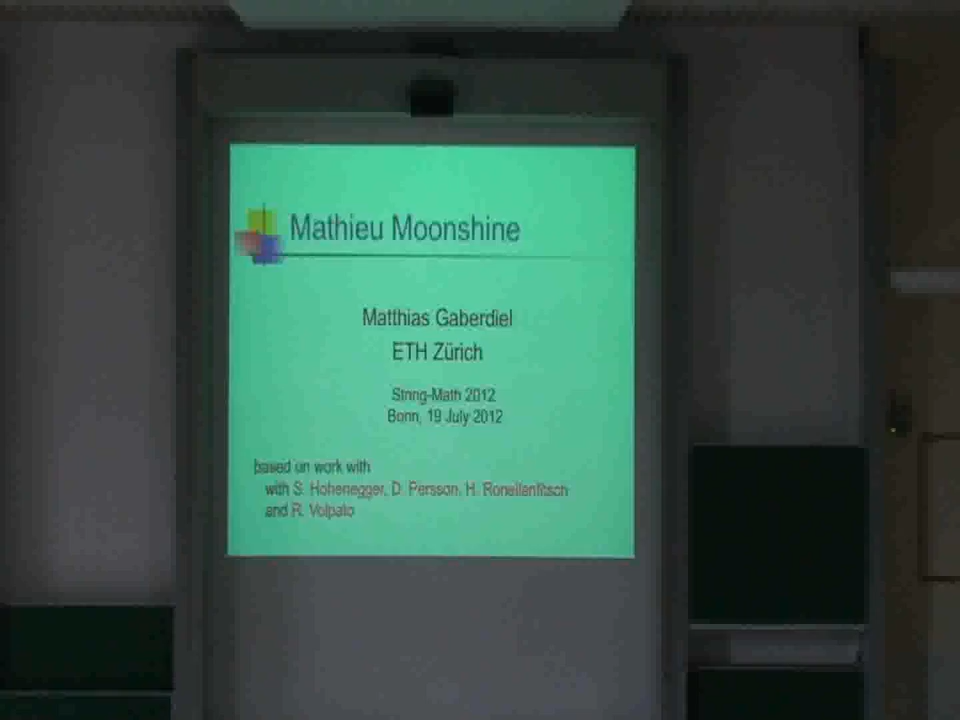 Mathieu Moonshine
Matthias Gaberdiel
ETH Zürich
String-Math 2012
Bonn, 19 July 2012
based on work with
with S. Hohenegger, D. Persson, H. Ronellenfitsch
and R. Volpato